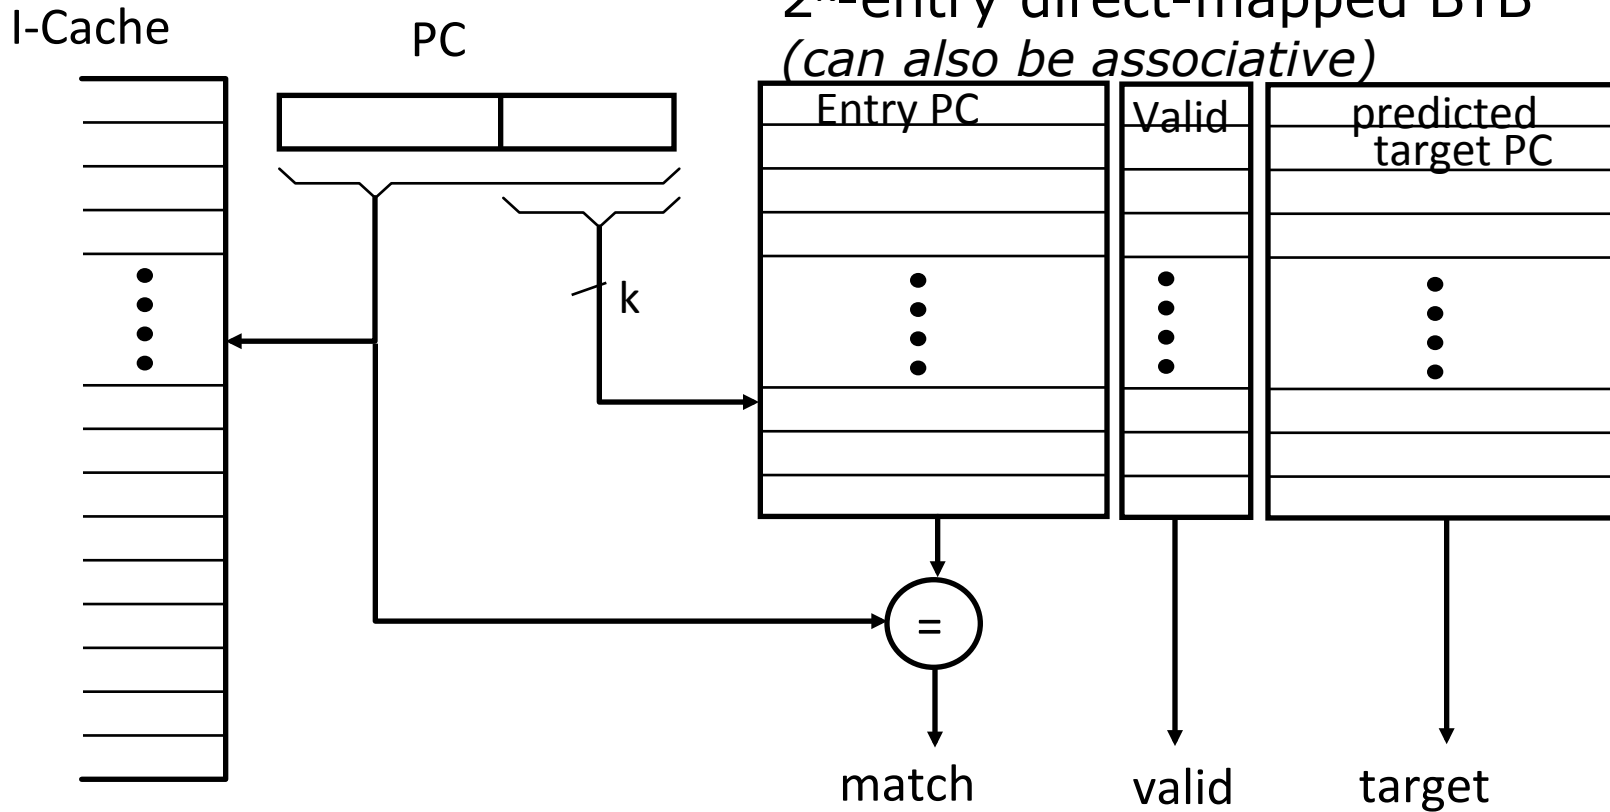 I-Cache
PC
2ᵏ-entry direct-mapped BTB
(can also be associative)
Entry PC
Valid
predicted
target PC
k
=
match
valid
target